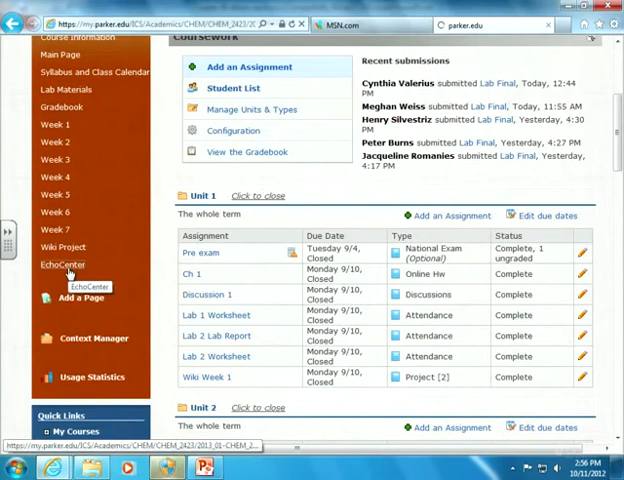 https://my.parker.edu/ICS/Academics/CHEM/CHEM_2423/2C
MSN.com
parker.edu
Course Information
Coursework
Main Page
Syllabus and Class Calendar
Lab Materials
Gradebook
Week 1
Week 2
Week 3
Week 4
Week 5
Week 6
Week 7
Wiki Project
EchoCenter
EchoCenter
Add a Page
Context Manager
Usage Statistics
Quick Links
My Courses
Add an Assignment
Student List
Manage Units & Types
Configuration
View the Gradebook
Recent submissions
Cynthia Valerius submitted Lab Final, Today, 12:44
PM
Meghan Weiss submitted Lab Final, Today, 11:55 AM
Henry Silvestriz submitted Lab Final, Yesterday, 4:30
PM
Peter Burns submitted Lab Final, Yesterday, 4:27 PM
Jacqueline Romanies submitted Lab Final, Yesterday,
4:17 PM
Unit 1 Click to close
The whole term Add an Assignment Edit due dates
Assignment Due Date Type Status
Pre exam Tuesday 9/4, Closed National Exam (Optional) Complete, 1 ungraded
Ch 1 Monday 9/10, Closed Online Hw Complete
Discussion 1 Monday 9/10, Closed Discussions Complete
Lab 1 Worksheet Monday 9/10, Closed Attendance Complete
Lab 2 Lab Report Monday 9/10, Closed Attendance Complete
Lab 2 Worksheet Monday 9/10, Closed Attendance Complete
Wiki Week 1 Monday 9/10, Closed Project [2] Complete
Unit 2 Click to close
The whole term Add an Assignment Edit due dates
https://my.parker.edu/ICS/Academics/CHEM/CHEM_2423/2013_01-CHEM_2...
2:56 PM
10/11/2012